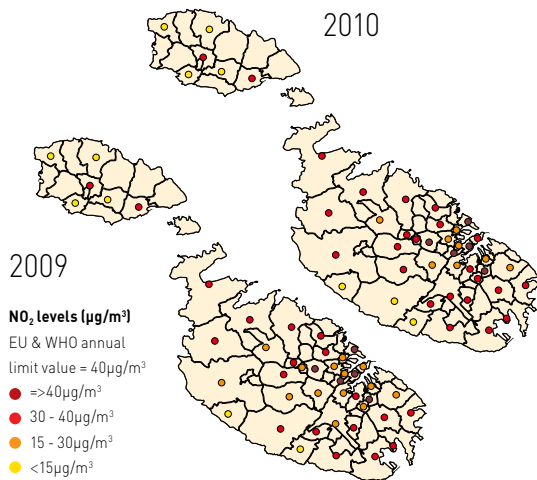 2010
2009
NO₂ levels (µg/m³)
EU & WHO annual
limit value = 40µg/m³
=>40µg/m³
30 - 40µg/m³
15 - 30µg/m³
<15µg/m³